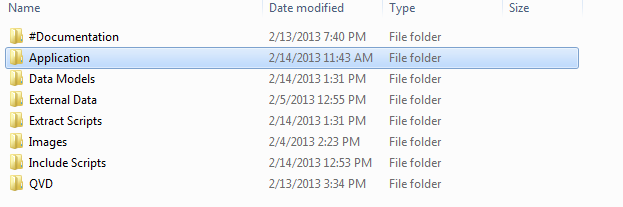 Name Date modified Type Size
#Documentation 2/13/2013 7:40 PM File folder
Application 2/14/2013 11:43 AM File folder
Data Models 2/14/2013 1:31 PM File folder
External Data 2/5/2013 12:55 PM File folder
Extract Scripts 2/14/2013 1:31 PM File folder
Images 2/4/2013 2:23 PM File folder
Include Scripts 2/14/2013 12:53 PM File folder
QVD 2/13/2013 3:34 PM File folder